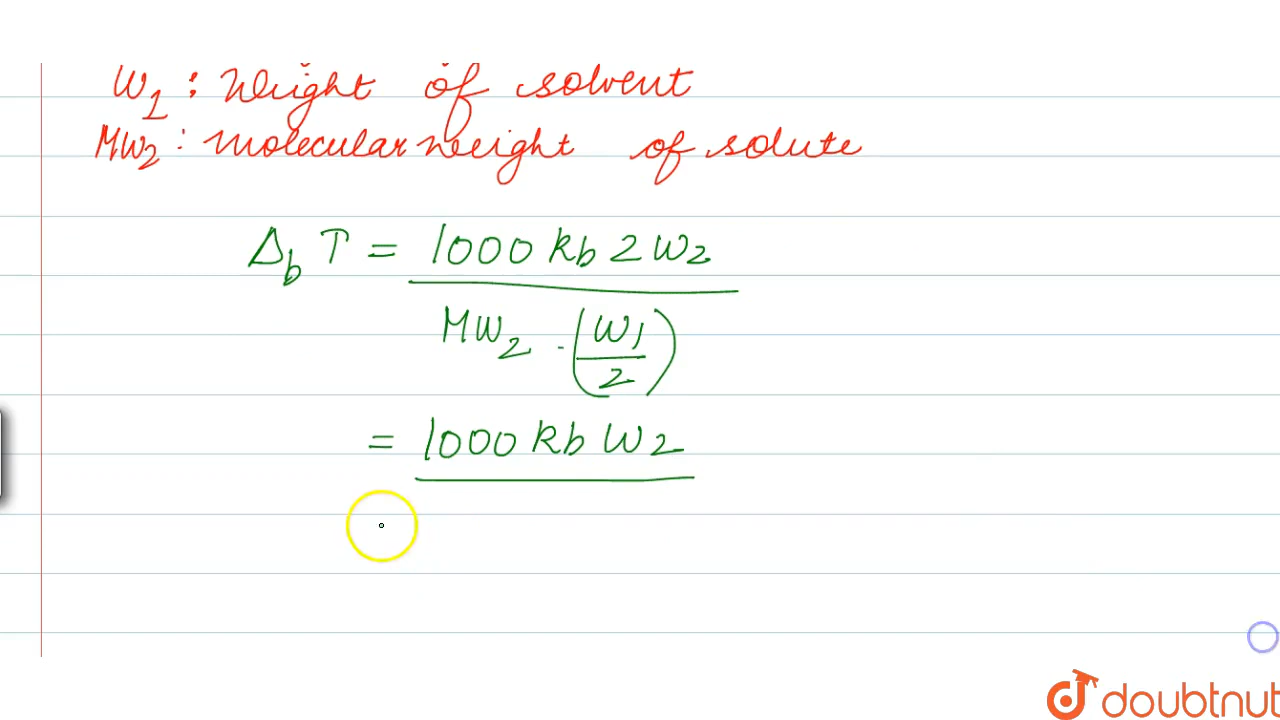 W1 : Weight of solvent
MW2 : Molecular weight of solute
Δb T = 1000 kb 2 W2
MW2 . (W1/2)
= 1000 kb W2
doubtnut